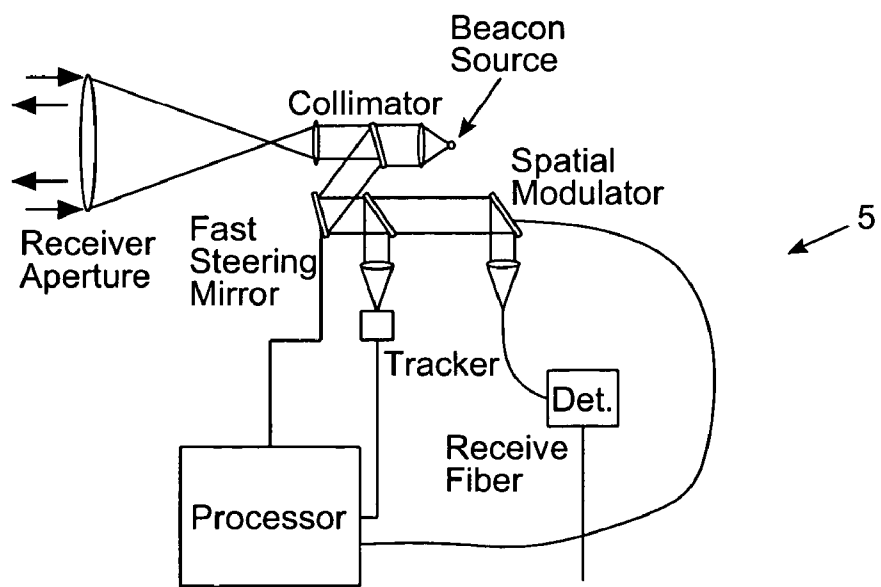 Beacon
Source
Collimator
Spatial
Modulator
5
Receiver
Aperture
Fast
Steering
Mirror
Tracker
Det.
Receive
Fiber
Processor